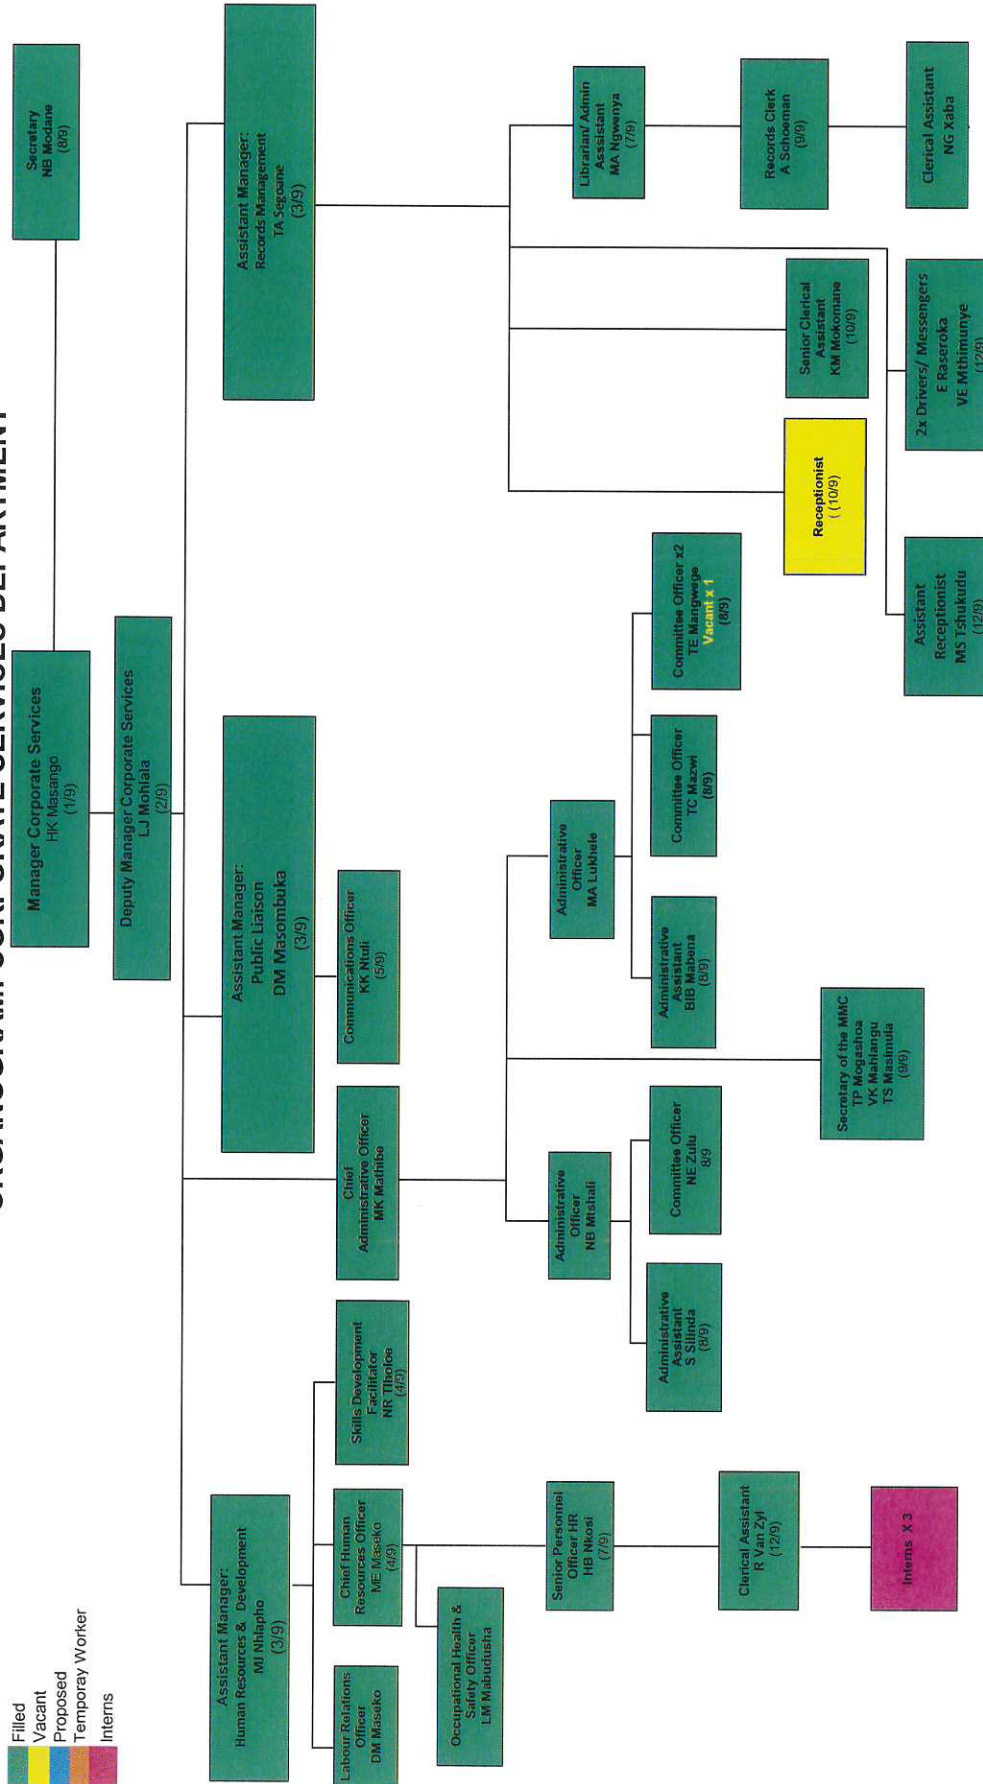 ORGANOGRAM: CORPORATE SERVICES DEPARTMENT
Filled
Vacant
Proposed
Temporay Worker
Interns
Manager Corporate Services
HK Masango
(1/9)
Secretary
NB Modane
(8/9)
Deputy Manager Corporate Services
LJ Mohlala
(2/9)
Assistant Manager:
Human Resources & Development
MJ Nhlapho
(3/9)
Assistant Manager:
Public Liaison
DM Masombuka
(3/9)
Assistant Manager:
Records Management
TA Segoane
(3/9)
Labour Relations
Officer
DM Maseko
Chief Human
Resources Officer
ME Maseko
(4/9)
Skills Development
Facilitator
NR Tlholoe
(4/9)
Chief
Administrative Officer
MK Mathibe
Communications Officer
KK Ntuli
(5/9)
Occupational Health &
Safety Officer
LM Mabudusha
Senior Personnel
Officer HR
HB Nkosi
(7/9)
Administrative
Officer
NB Mtshali
Administrative
Officer
MA Lukhele
Librarian/ Admin
Asssistant
MA Ngwenya
(7/9)
Administrative
Assistant
S Silinda
(8/9)
Committee Officer
NE Zulu
8/9
Administrative
Assistant
BIB Mabena
(8/9)
Committee Officer
TC Mazwi
(8/9)
Committee Officer x2
TE Mangwege
Vacant x 1
(8/9)
Clerical Assistant
R Van Zyl
(12/9)
Records Clerk
A Schoeman
(9/9)
Receptionist
( (10/9)
Senior Clerical
Assistant
KM Mokomane
(10/9)
Secretary of the MMC
TP Mogashoa
VK Mahlangu
TS Masimula
(9/9)
Interns X 3
Assistant
Receptionist
MS Tshukudu
(12/9)
2x Drivers/ Messengers
E Raseroka
VE Mthimunye
(12/9)
Clerical Assistant
NG Xaba